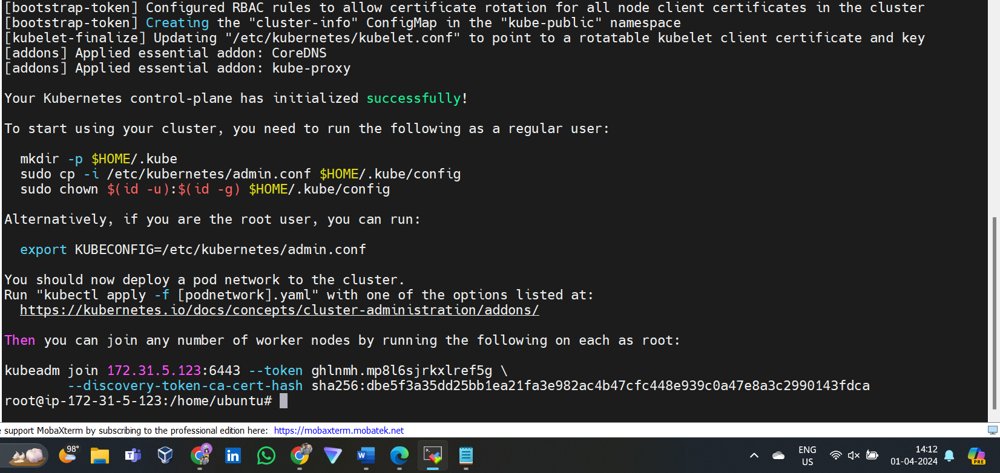 [bootstrap-token] Configured RBAC rules to allow certificate rotation for all node client certificates in the cluster
[bootstrap-token] Creating the "cluster-info" ConfigMap in the "kube-public" namespace
[kubelet-finalize] Updating "/etc/kubernetes/kubelet.conf" to point to a rotatable kubelet client certificate and key
[addons] Applied essential addon: CoreDNS
[addons] Applied essential addon: kube-proxy
Your Kubernetes control-plane has initialized successfully!
To start using your cluster, you need to run the following as a regular user:
mkdir -p $HOME/.kube
sudo cp -i /etc/kubernetes/admin.conf $HOME/.kube/config
sudo chown $(id -u):$(id -g) $HOME/.kube/config
Alternatively, if you are the root user, you can run:
export KUBECONFIG=/etc/kubernetes/admin.conf
You should now deploy a pod network to the cluster.
Run "kubectl apply -f [podnetwork].yaml" with one of the options listed at:
https://kubernetes.io/docs/concepts/cluster-administration/addons/
Then you can join any number of worker nodes by running the following on each as root:
kubeadm join 172.31.5.123:6443 --token ghlnmh.mp8l6sjrkxlref5g \
--discovery-token-ca-cert-hash sha256:dbe5f3a35dd25bb1ea21fa3e982ac4b47cfc448e939c0a47e8a3c2990143fdca
root@ip-172-31-5-123:/home/ubuntu#
support MobaXterm by subscribing to the professional edition here: https://mobaxterm.mobatek.net
98°
ENG
US
14:12
01-04-2024
PRE